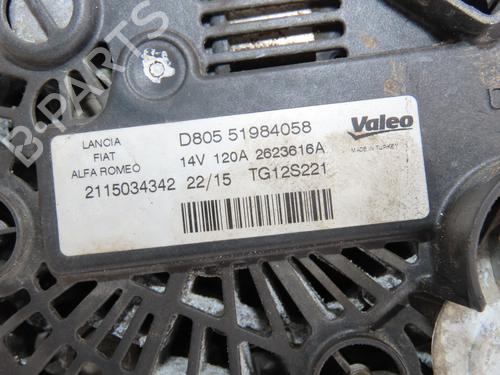 B-PARTS
LANCIA
FIAT
ALFA ROMEO
D805 51984058
14V 120A 2623616A
2115034342 22/15 TG12S221
Valeo
MADE IN TURKEY